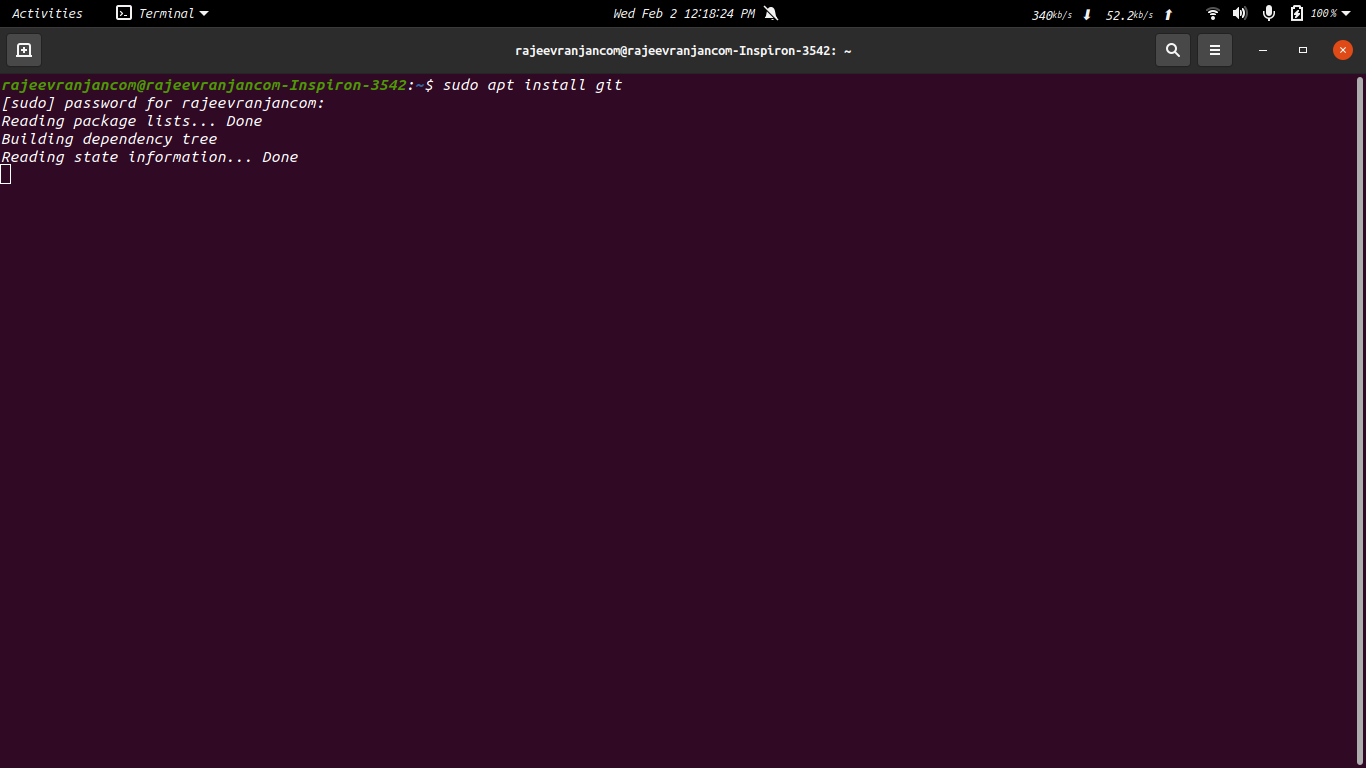 Activities Terminal Wed Feb 2 12:18:24 PM 340kb/s 52.2kb/s 100%
rajeevranjancom@rajeevranjancom-Inspiron-3542: ~
rajeevranjancom@rajeevranjancom-Inspiron-3542:~$ sudo apt install git
[sudo] password for rajeevranjancom:
Reading package lists... Done
Building dependency tree
Reading state information... Done